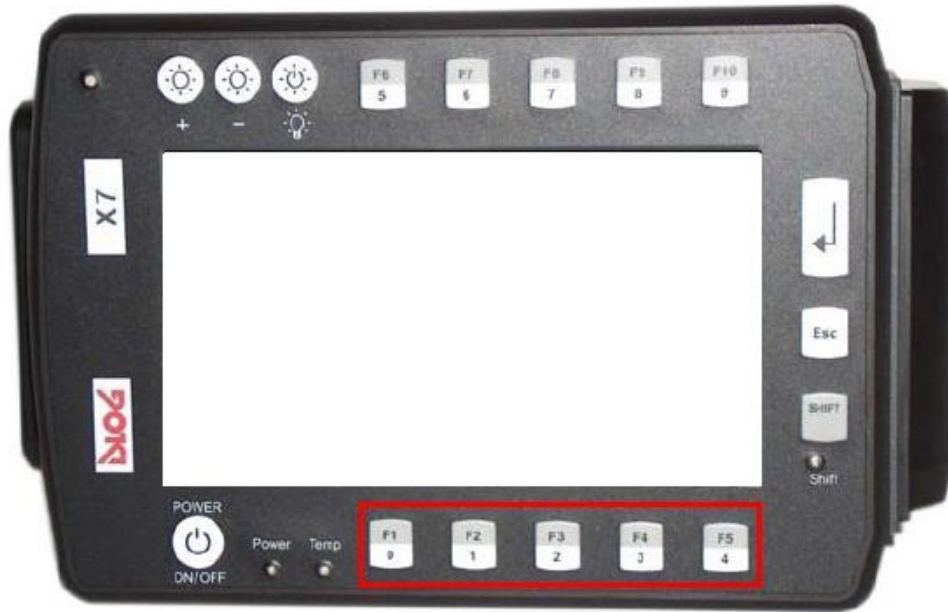 + −
F6 F7 F8 F9 F10
5 6 7 8 9
X7
Esc
DLOG
SHIFT
Shift
POWER
ON/OFF
Power Temp
F1 F2 F3 F4 F5
0 1 2 3 4